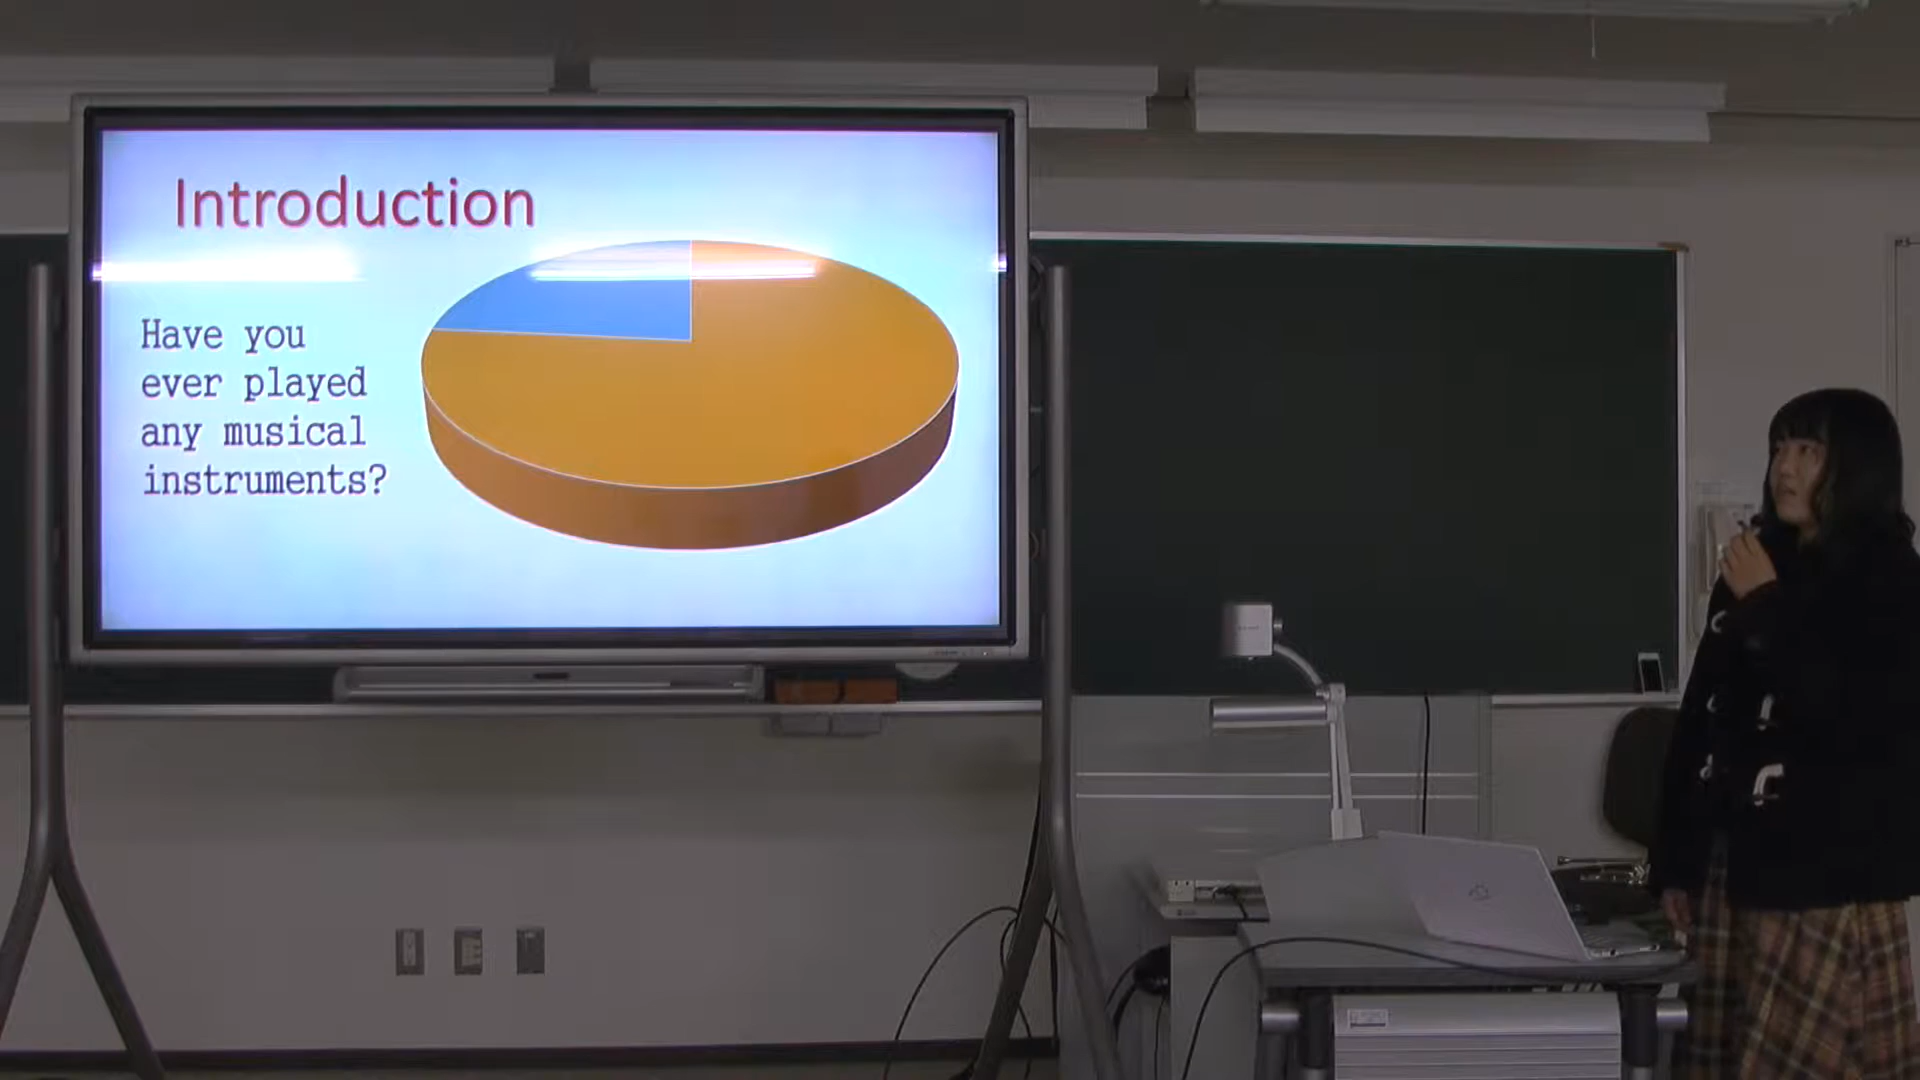 Introduction
Have you
ever played
any musical
instruments?